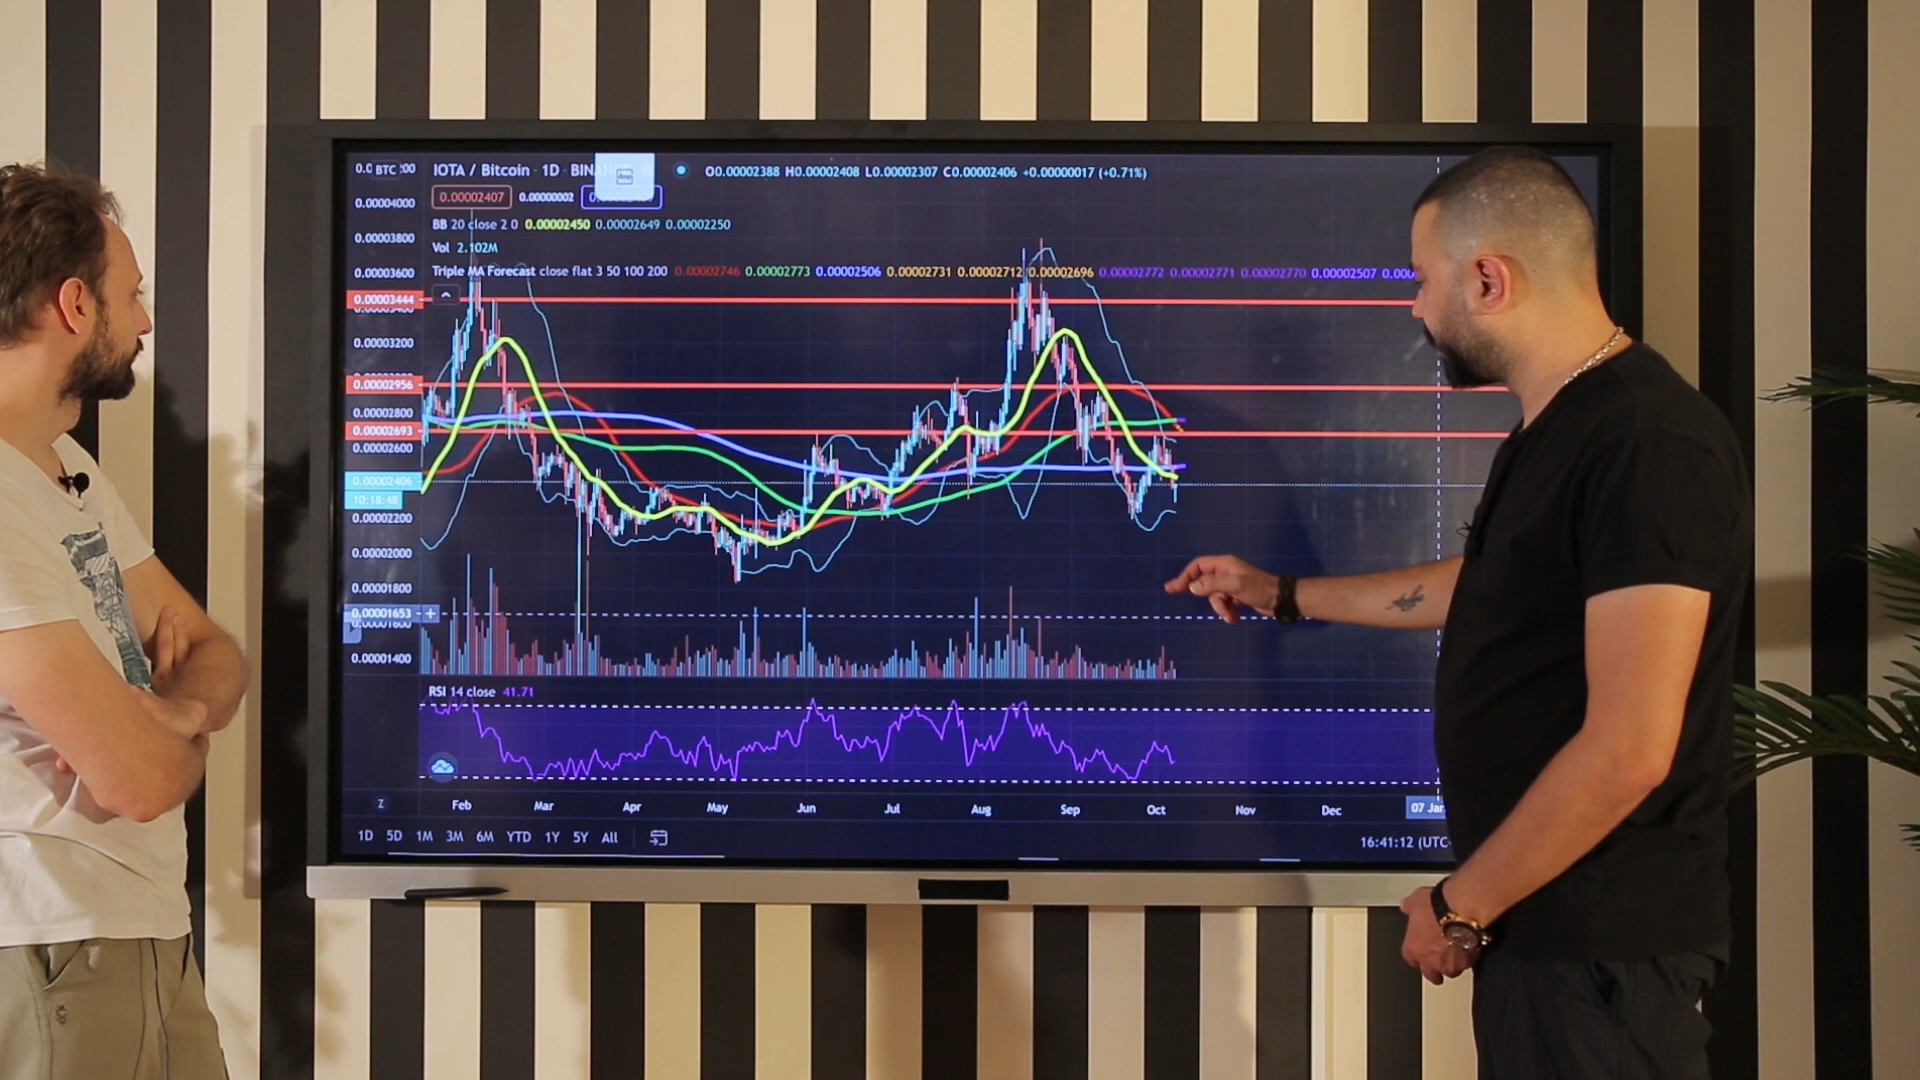 BTC
IOTA / Bitcoin · 1D · BINANCE
O0.00002388 H0.00002408 L0.00002307 C0.00002406 +0.00000017 (+0.71%)
0.00002407 0.00000002
BB 20 close 2 0 0.00002450 0.00002649 0.00002250
Vol 2.102M
Triple MA Forecast close flat 3 50 100 200 0.00002746 0.00002773 0.00002506 0.00002731 0.00002712 0.00002696 0.00002772 0.00002771 0.00002770 0.00002507
0.00004000
0.00003800
0.00003600
0.00003444
0.00003200
0.00002956
0.00002800
0.00002693
0.00002600
0.00002406
10:18:48
0.00002200
0.00002000
0.00001800
0.00001653
0.00001600
0.00001400
RSI 14 close 41.71
Z Feb Mar Apr May Jun Jul Aug Sep Oct Nov Dec 07 Jan
1D 5D 1M 3M 6M YTD 1Y 5Y All
16:41:12 (UTC